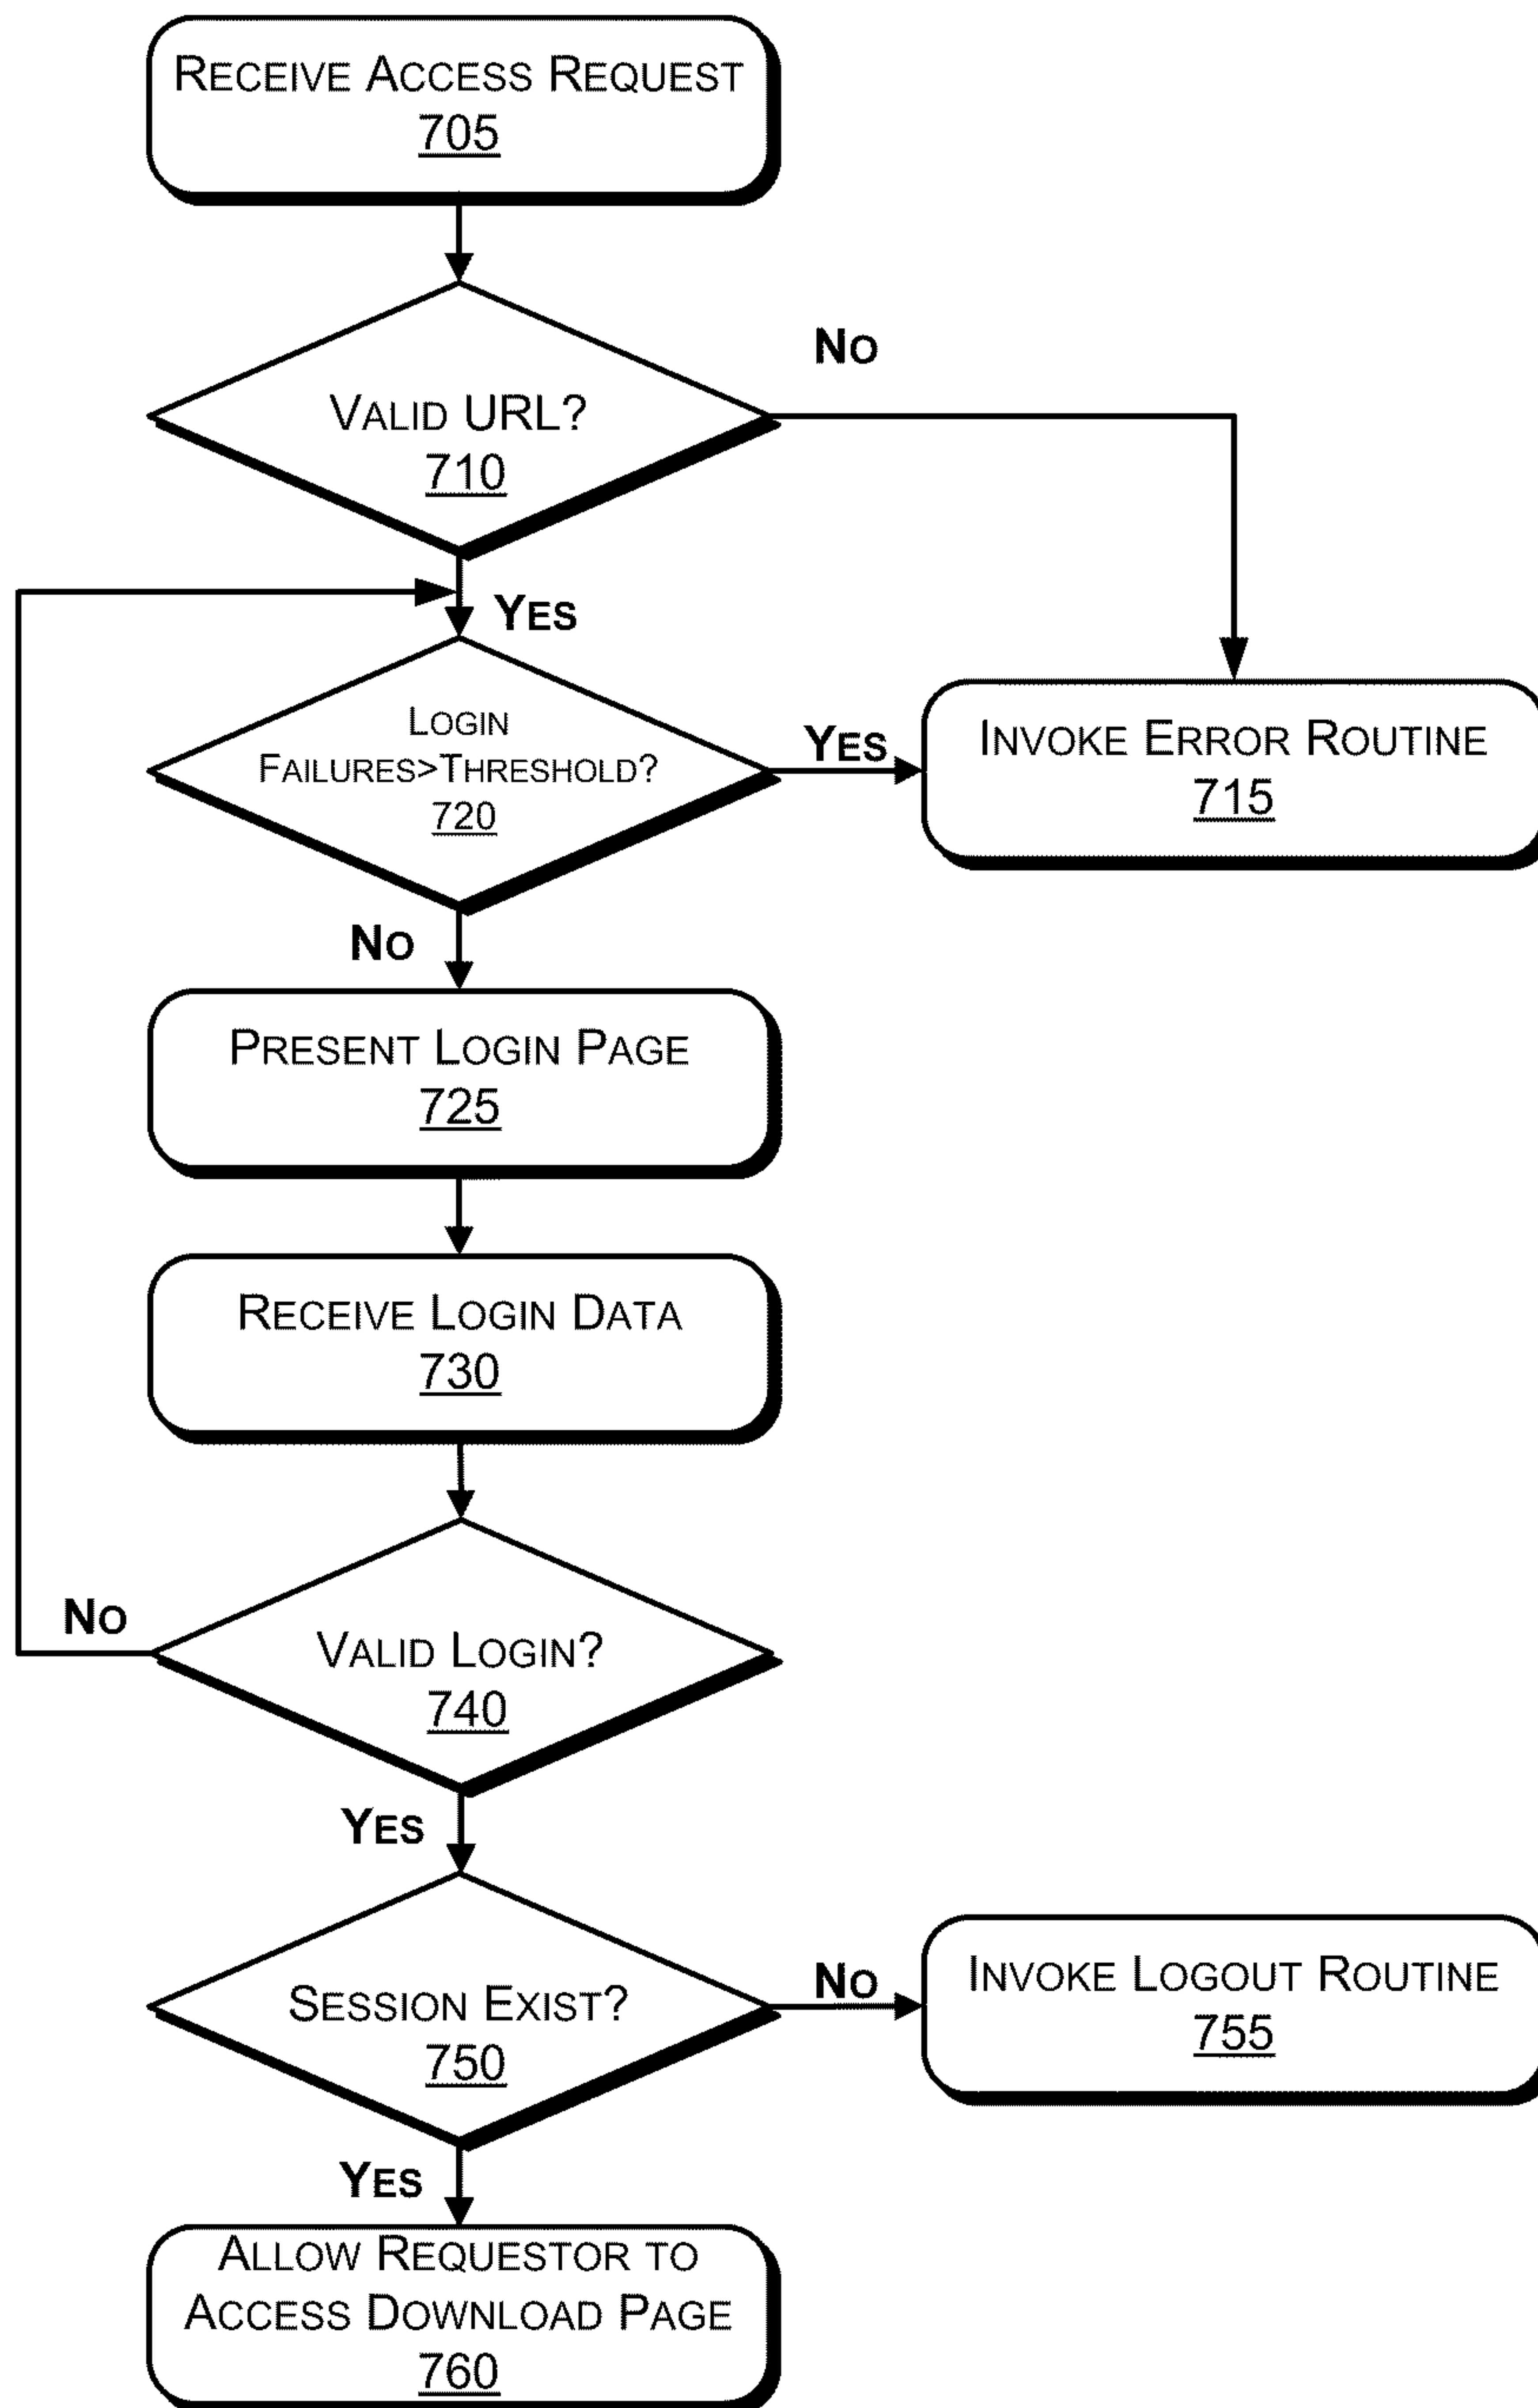 RECEIVE ACCESS REQUEST
705
NO
VALID URL?
710
YES
LOGIN
FAILURES>THRESHOLD?
720
YES
INVOKE ERROR ROUTINE
715
NO
PRESENT LOGIN PAGE
725
RECEIVE LOGIN DATA
730
NO
VALID LOGIN?
740
YES
SESSION EXIST?
750
NO
INVOKE LOGOUT ROUTINE
755
YES
ALLOW REQUESTOR TO
ACCESS DOWNLOAD PAGE
760